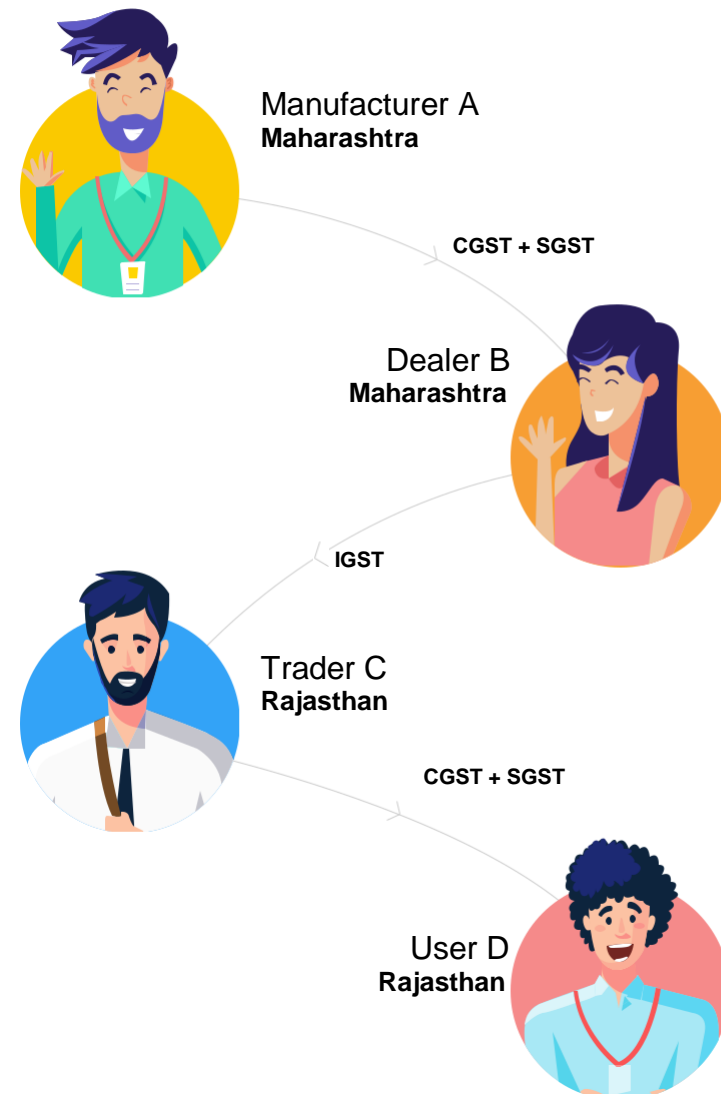 Manufacturer A
Maharashtra
CGST + SGST
Dealer B
Maharashtra
IGST
Trader C
Rajasthan
CGST + SGST
User D
Rajasthan